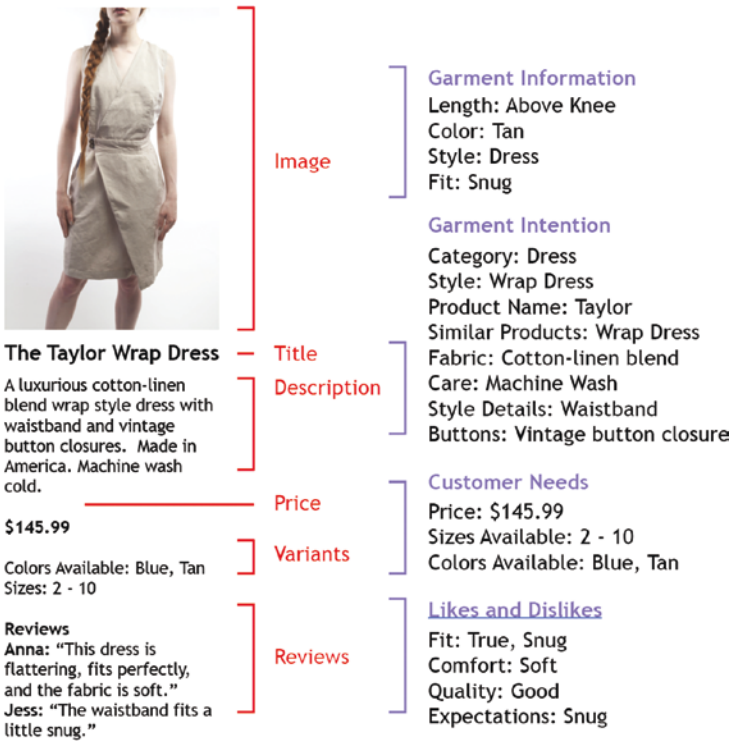 The Taylor Wrap Dress
A luxurious cotton-linen
blend wrap style dress with
waistband and vintage
button closures.  Made in
America. Machine wash
cold.
$145.99
Colors Available: Blue, Tan
Sizes: 2 - 10
Reviews
Anna: “This dress is
flattering, fits perfectly,
and the fabric is soft.”
Jess: “The waistband fits a
little snug.”
Image
Title
Description
Price
Variants
Reviews
Garment Information
Length: Above Knee
Color: Tan
Style: Dress
Fit: Snug
Garment Intention
Category: Dress
Style: Wrap Dress
Product Name: Taylor
Similar Products: Wrap Dress
Fabric: Cotton-linen blend
Care: Machine Wash
Style Details: Waistband
Buttons: Vintage button closure
Customer Needs
Price: $145.99
Sizes Available: 2 - 10
Colors Available: Blue, Tan
Likes and Dislikes
Fit: True, Snug
Comfort: Soft
Quality: Good
Expectations: Snug